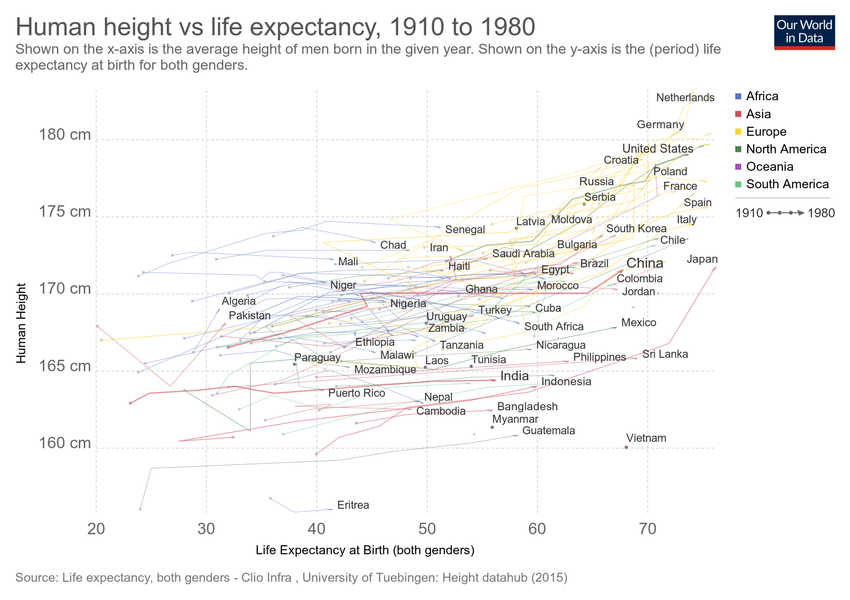 Human height vs life expectancy, 1910 to 1980
Shown on the x-axis is the average height of men born in the given year. Shown on the y-axis is the (period) life
expectancy at birth for both genders.
Our World
in Data
Netherlands
Africa
180 cm
Germany
Asia
United States
Europe
Croatia
North America
Poland
Oceania
Russia
France
South America
Serbia
Spain
1910
1980
175 cm
Latvia
Moldova
Italy
Senegal
South Korea
Chad
Iran
Bulgaria
Chile
Mali
Saudi Arabia
Haiti
Egypt
Brazil
China
Japan
170 cm
Niger
Ghana
Morocco
Colombia
Jordan
Algeria
Nigeria
Pakistan
Uruguay
Turkey
Cuba
Zambia
South Africa
Mexico
Ethiopia
Tanzania
Nicaragua
165 cm
Paraguay
Malawi
Laos
Tunisia
Philippines
Sri Lanka
Mozambique
India
Indonesia
Puerto Rico
Nepal
Cambodia
Bangladesh
Myanmar
Guatemala
160 cm
Vietnam
Eritrea
Human Height
20
30
40
50
60
70
Life Expectancy at Birth (both genders)
Source: Life expectancy, both genders - Clio Infra , University of Tuebingen: Height datahub (2015)